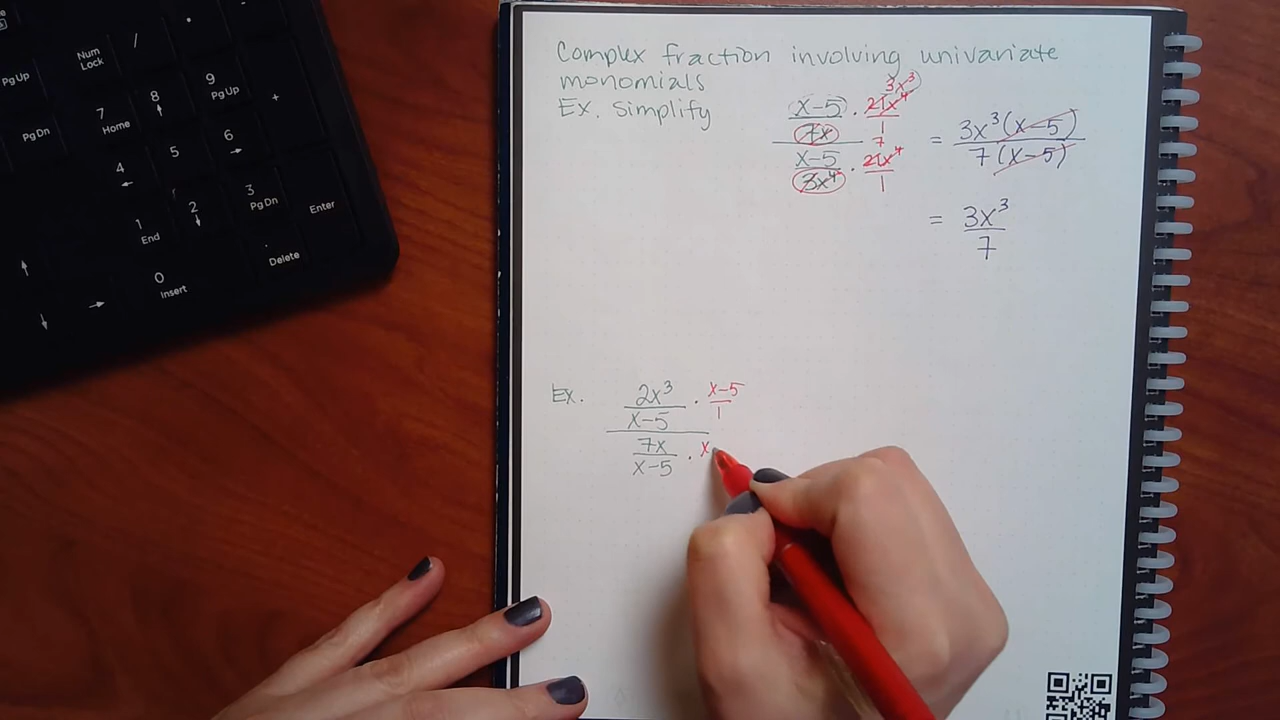 Num
Lock
/
PgUp
7
Home
8
9
PgUp
+
PgDn
4
5
6
1
End
2
3
PgDn
Enter
0
Insert
.
Delete
Complex fraction involving univariate
monomials
Ex. Simplify
3x³
x-5 · 21x⁴
7x 1
7
x-5 · 21x⁴
3x⁴ 1
= 3x³(x-5)
7(x-5)
= 3x³
7
Ex.
2x³ · x-5
x-5 1
7x · x
x-5